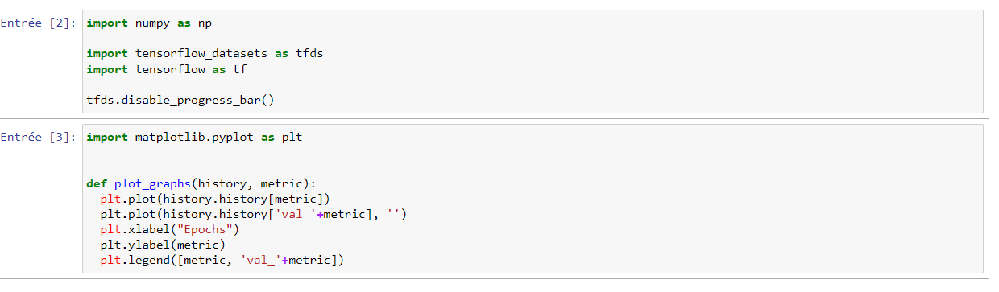 Entrée [2]: import numpy as np
import tensorflow_datasets as tfds
import tensorflow as tf
tfds.disable_progress_bar()
Entrée [3]: import matplotlib.pyplot as plt
def plot_graphs(history, metric):
  plt.plot(history.history[metric])
  plt.plot(history.history['val_'+metric], '')
  plt.xlabel("Epochs")
  plt.ylabel(metric)
  plt.legend([metric, 'val_'+metric])